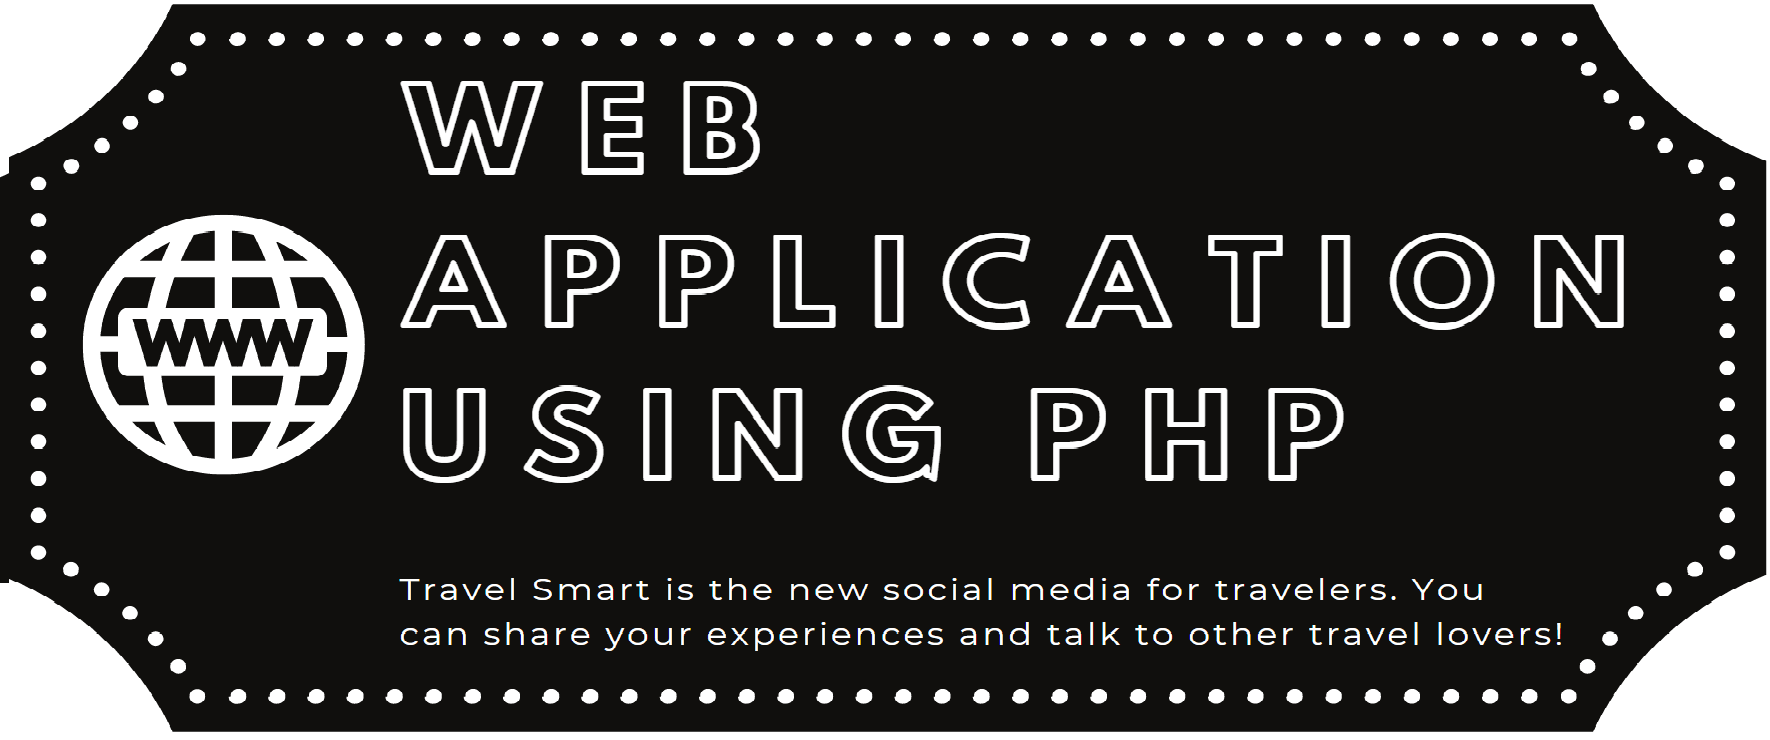 WEB
APPLICATION
WWW
USING PHP
Travel Smart is the new social media for travelers. You
can share your experiences and talk to other travel lovers!